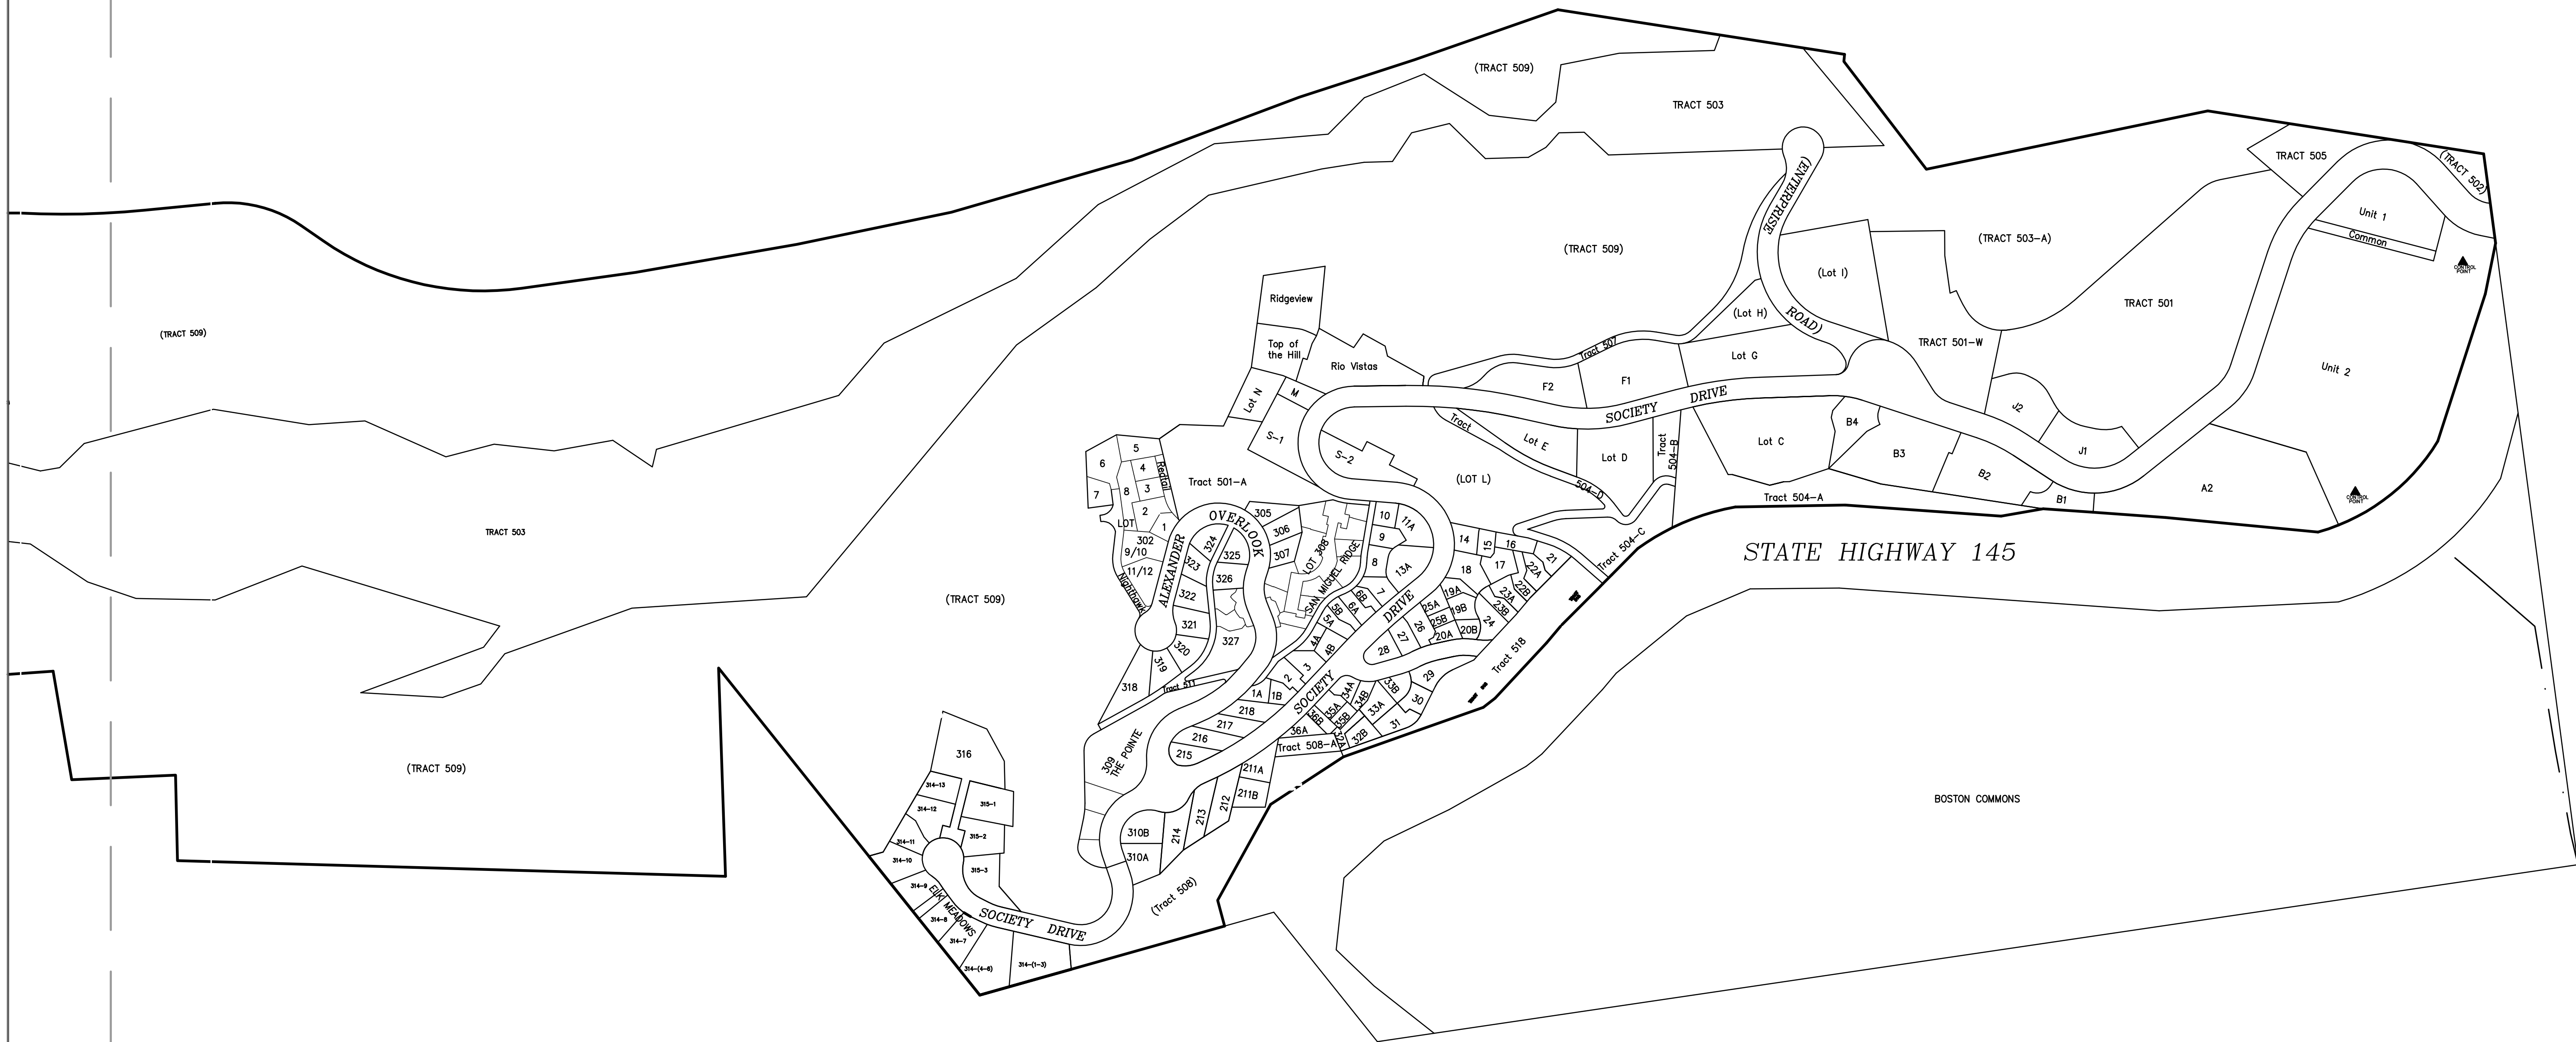 (TRACT 509)
TRACT 503
TRACT 505
(TRACT 502)
(ENTERPRISE
ROAD)
Unit 1
Common
(TRACT 503-A)
(TRACT 509)
CONTROL
POINT
(Lot I)
TRACT 501
Ridgeview
(Lot H)
(TRACT 509)
TRACT 501-W
Top of
the Hill
Tract 507
Lot G
Rio Vistas
Unit 2
F2
F1
M
Lot N
SOCIETY DRIVE
J2
Tract
B4
S-1
Lot E
Lot C
Tract
504-B
5
J1
B3
S-2
Lot D
6
4
Redtail
B2
(LOT L)
Tract 501-A
3
8
504-D
A2
7
Tract 504-A
B1
CONTROL
POINT
2
305
10
11A
OVERLOOK
LOT
1
306
TRACT 503
9
14
15
16
302
324
LOT 308
9/10
325
307
21
STATE HIGHWAY 145
Tract 504-C
ALEXANDER
323
8
17
11/12
13A
18
22A
326
SAN MIGUEL RIDGE
Nighthawk
7
22B
322
6B
19A
23A
(TRACT 509)
5B
6A
25A
19B
23B
DRIVE
5A
25B
321
26
20B
24
20A
27
4A
327
320
4B
28
Tract 518
319
3
2
29
318
Tract 511
34A
33B
1A
1B
SOCIETY
34B
30
35A
33A
218
36B
35B
31
217
36A
32A
32B
216
309
THE POINTE
Tract 508-A
215
316
(TRACT 509)
211A
314-13
211B
BOSTON COMMONS
315-1
212
314-12
213
310B
214
315-2
314-11
310A
314-10
315-3
314-9
(Tract 508)
ELK MEADOWS
314-8
SOCIETY DRIVE
314-7
314-(4-6)
314-(1-3)